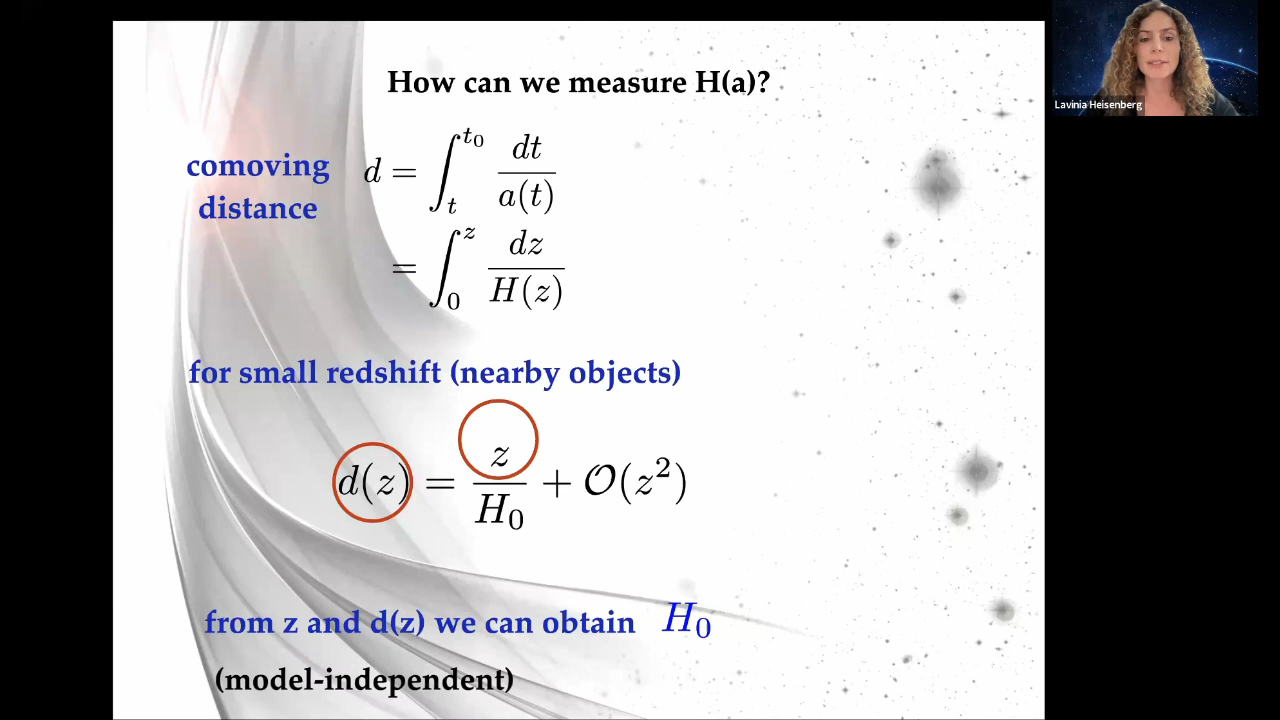 How can we measure H(a)?
comoving
distance
d = ∫_t^{t_0} dt/a(t)
= ∫_0^z dz/H(z)
for small redshift (nearby objects)
d(z) = z/H_0 + O(z^2)
from z and d(z) we can obtain H_0
(model-independent)
Lavinia Heisenberg